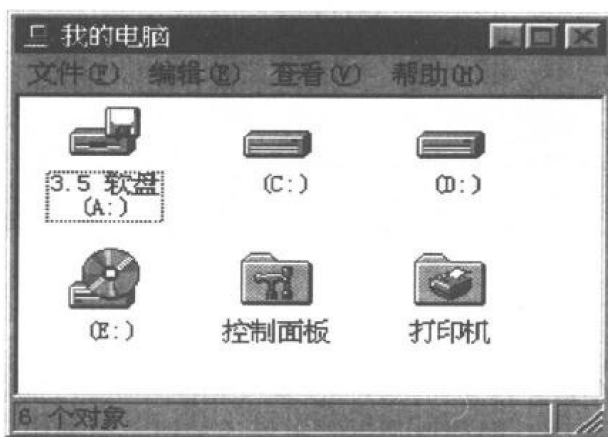 我的电脑
文件(F) 编辑(E) 查看(V) 帮助(H)
3.5 软盘
(A:)
(C:)
(D:)
(E:)
控制面板
打印机
6 个对象